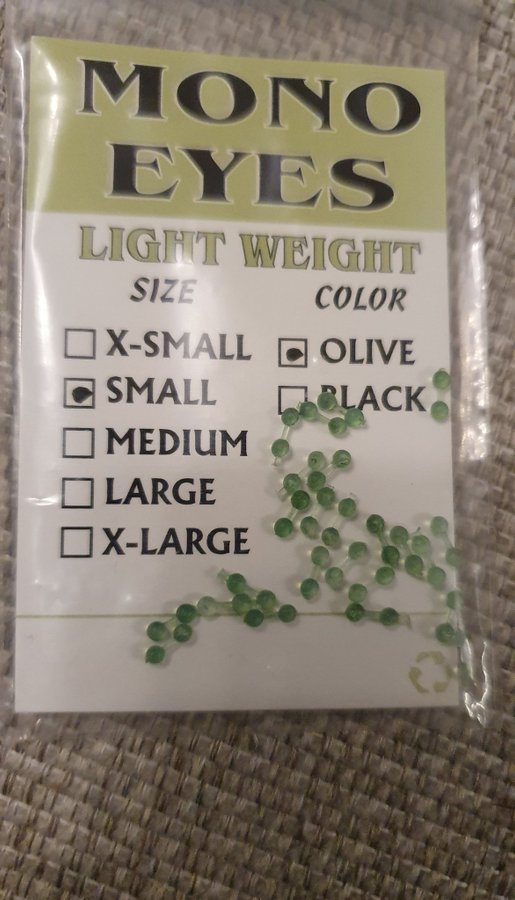 MONO
EYES
LIGHT WEIGHT
SIZE
COLOR
X-SMALL
OLIVE
SMALL
BLACK
MEDIUM
LARGE
X-LARGE